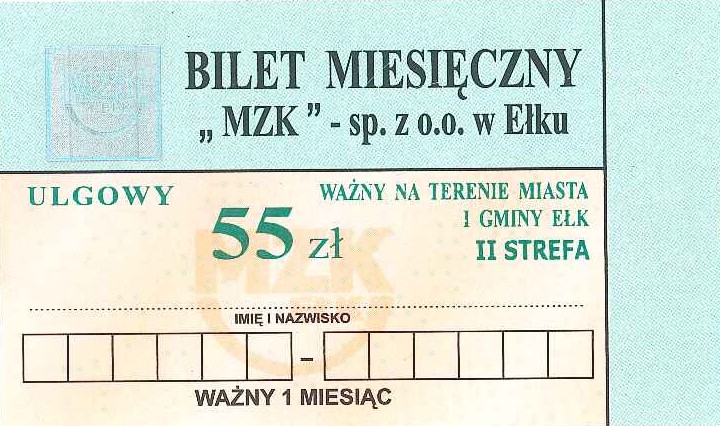 BILET MIESIĘCZNY
„MZK” - sp. z o.o. w Ełku
ULGOWY
WAŻNY NA TERENIE MIASTA
I GMINY EŁK
55 zł
II STREFA
MZK
IMIĘ I NAZWISKO
–
WAŻNY 1 MIESIĄC